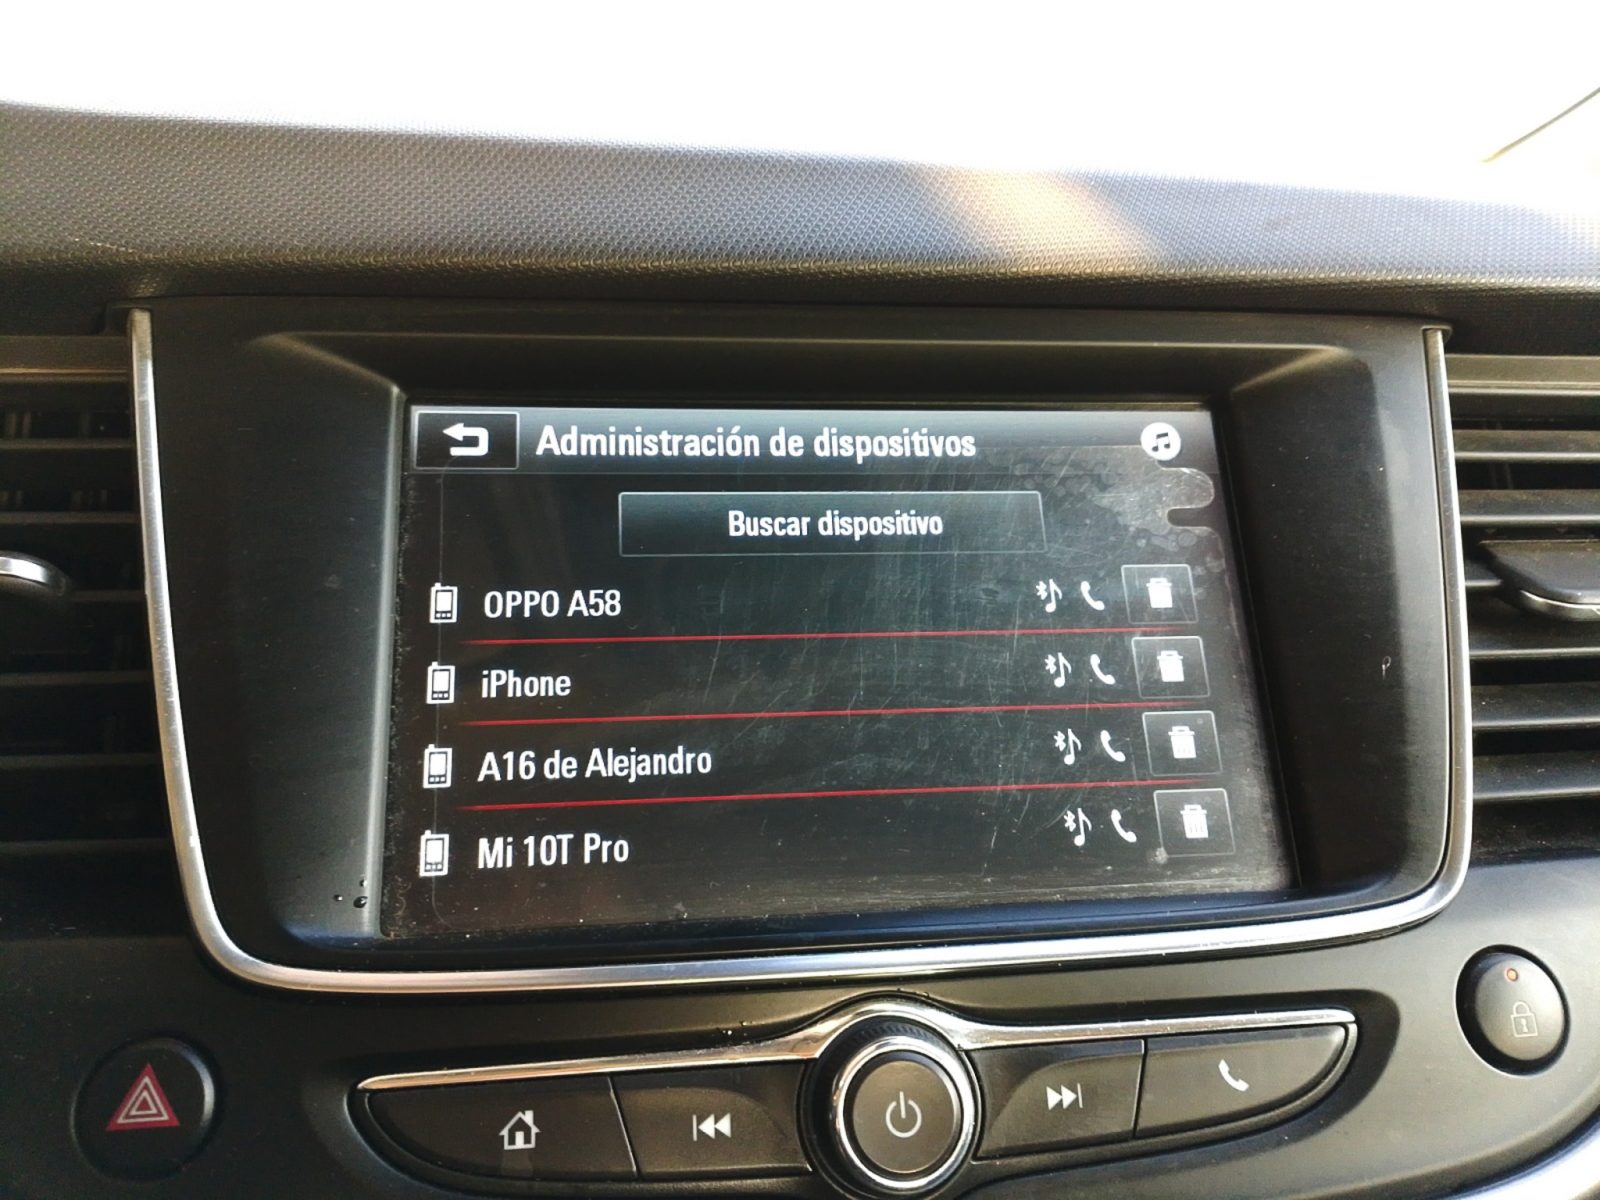 Administración de dispositivos
Buscar dispositivo
OPPO A58
iPhone
A16 de Alejandro
Mi 10T Pro